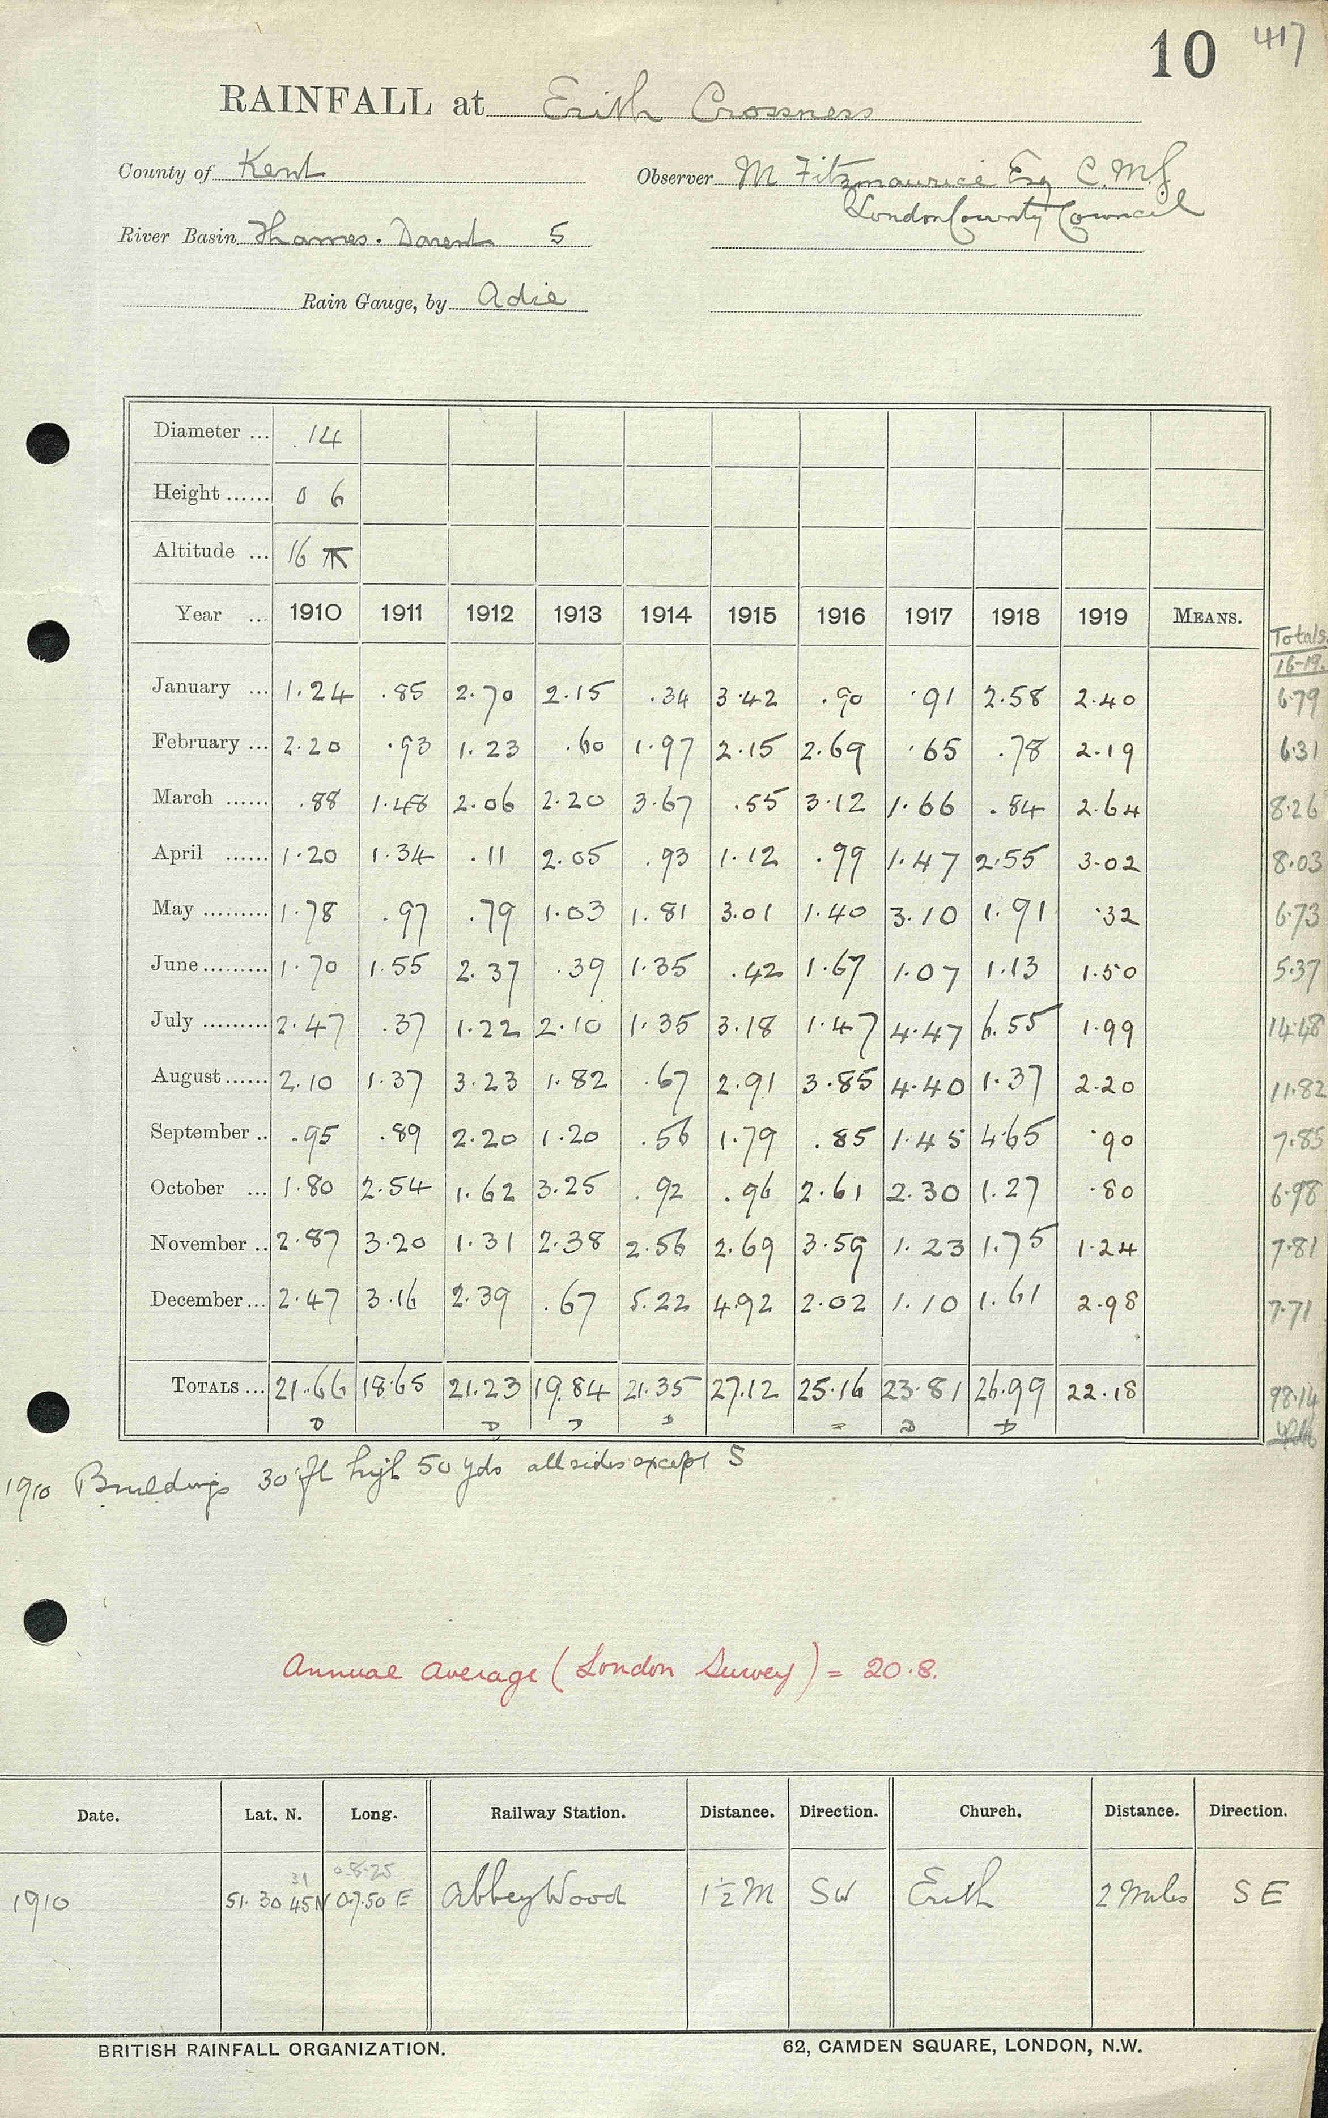 10 417
RAINFALL at Erith Crossness
County of Kent Observer M Fitzmaurice Esq C.M.G.
London County Council
River Basin Thames. Darent 5
Rain Gauge, by Adie
Diameter ... 14
Height ...... 0 6
Altitude ... 16
Year ... 1910 1911 1912 1913 1914 1915 1916 1917 1918 1919 MEANS. Totals
16-19.
January ... 1.24 .85 2.70 2.15 .34 3.42 .90 .91 2.58 2.40 6.79
February ... 2.20 .93 1.23 .60 1.97 2.15 2.69 .65 .78 2.19 6.31
March ...... .88 1.48 2.06 2.20 3.67 .55 3.12 1.66 .84 2.64 8.26
April ...... 1.20 1.34 .11 2.05 .93 1.12 .99 1.47 2.55 3.02 8.03
May ......... 1.78 .97 .79 1.03 1.81 3.01 1.40 3.10 1.91 .32 6.73
June ......... 1.70 1.55 2.37 .39 1.35 .42 1.67 1.07 1.13 1.50 5.37
July ......... 2.47 .37 1.22 2.10 1.35 3.18 1.47 4.47 6.55 1.99 14.48
August ...... 2.10 1.37 3.23 1.82 .67 2.91 3.85 4.40 1.37 2.20 11.82
September .. .95 .89 2.20 1.20 .56 1.79 .85 1.45 4.65 .90 7.85
October ... 1.80 2.54 1.62 3.25 .92 .96 2.61 2.30 1.27 .80 6.98
November .. 2.87 3.20 1.31 2.38 2.56 2.69 3.59 1.23 1.75 1.24 7.81
December ... 2.47 3.16 2.39 .67 5.22 4.92 2.02 1.10 1.61 2.98 7.71
TOTALS ... 21.66 18.65 21.23 19.84 21.35 27.12 25.16 23.81 26.99 22.18 98.14
1910 Buildings 30 ft high 50 yds all sides except S
Annual average (London Survey) = 20.8.
Date. Lat. N. Long. Railway Station. Distance. Direction. Church. Distance. Direction.
31 0.8.25
1910 51. 30 45N 0.7.50 E Abbey Wood 1½ M SW Erith 2 Miles S E
BRITISH RAINFALL ORGANIZATION. 62, CAMDEN SQUARE, LONDON, N.W.